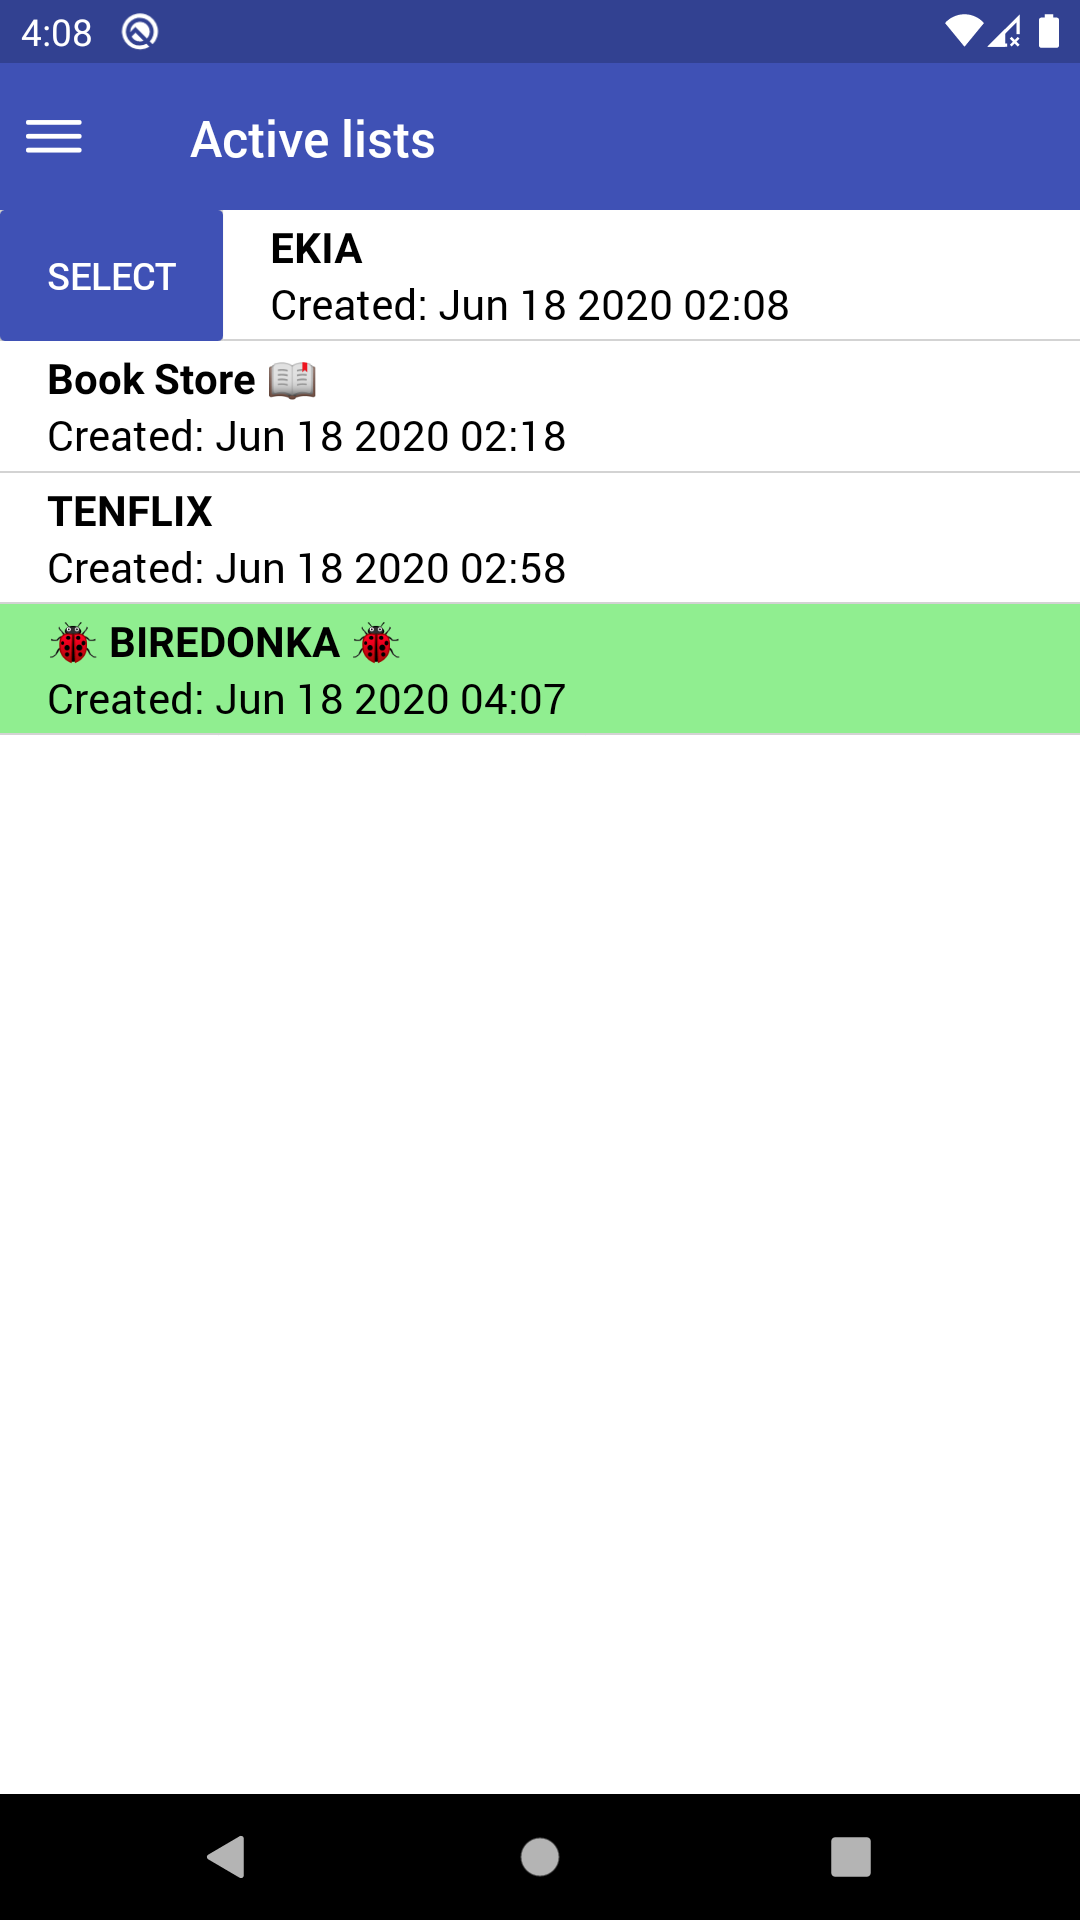 4:08
Active lists
SELECT
EKIA
Created: Jun 18 2020 02:08
Book Store 📖
Created: Jun 18 2020 02:18
TENFLIX
Created: Jun 18 2020 02:58
🐞 BIREDONKA 🐞
Created: Jun 18 2020 04:07